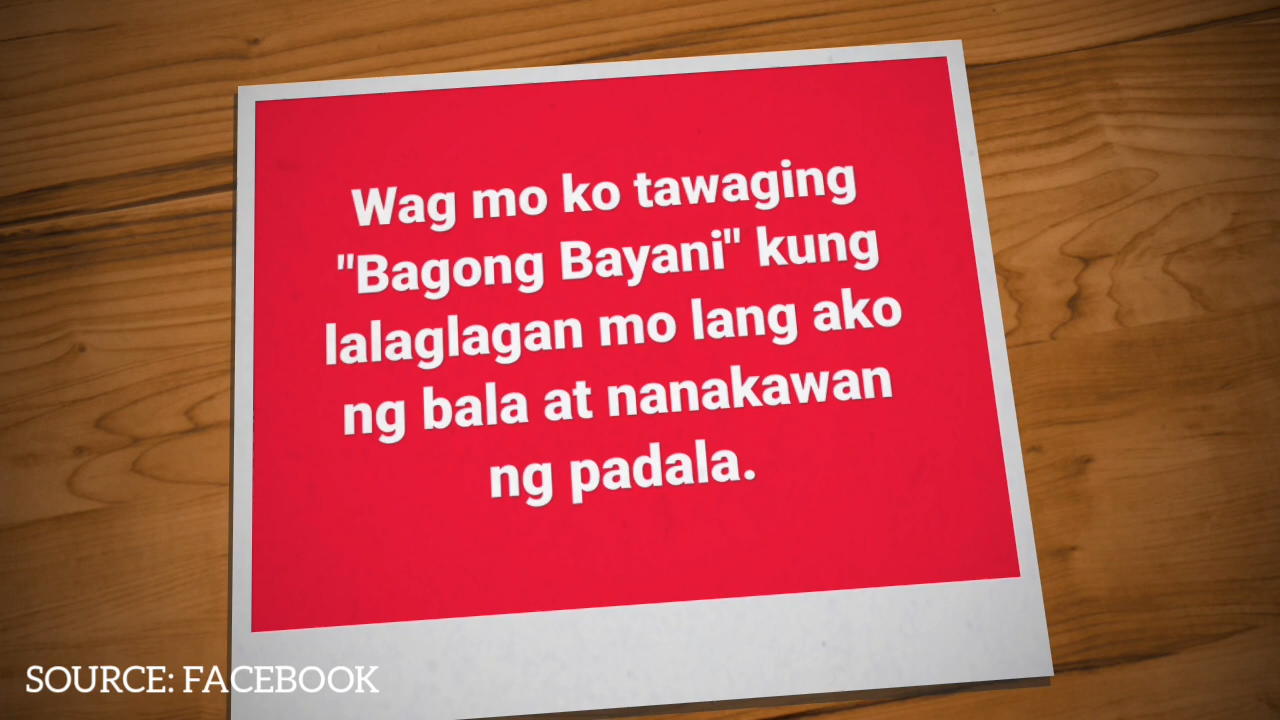 Wag mo ko tawaging
"Bagong Bayani" kung
lalaglagan mo lang ako
ng bala at nanakawan
ng padala.
SOURCE: FACEBOOK